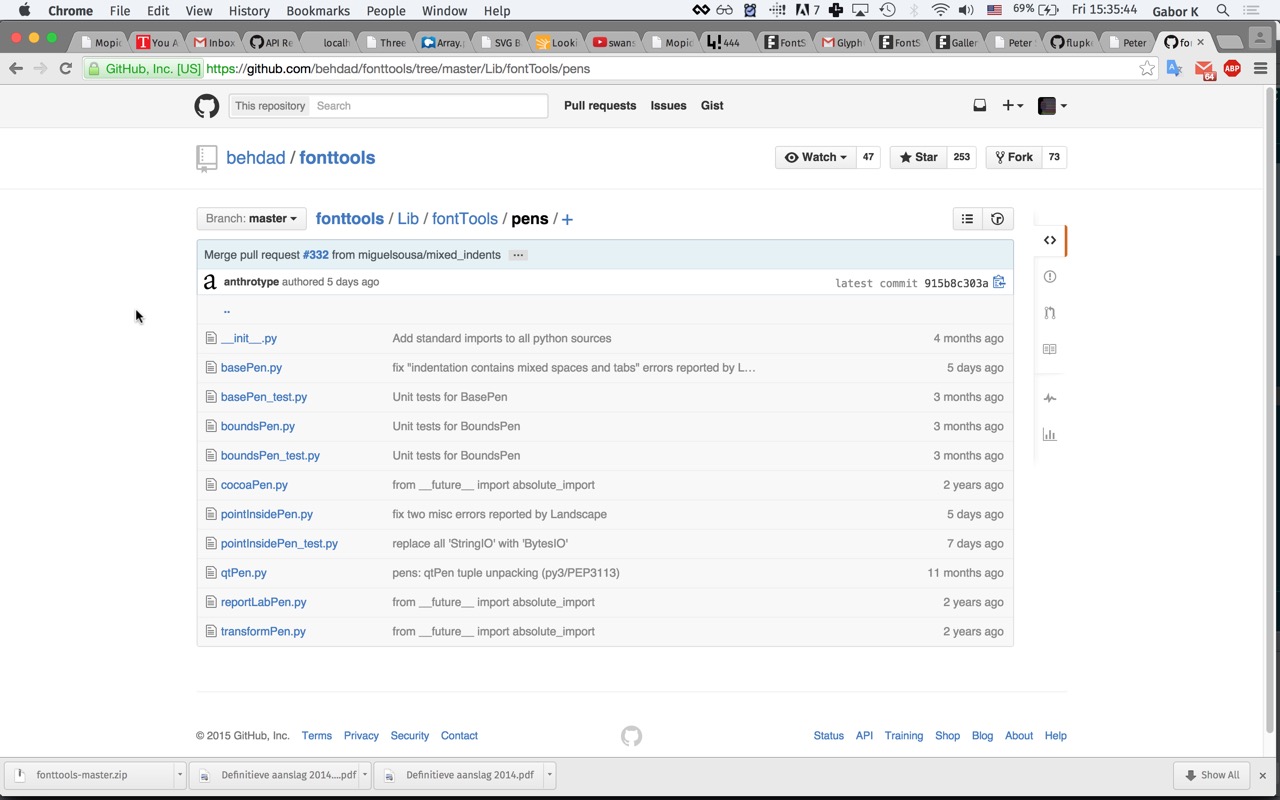 Chrome File Edit View History Bookmarks People Window Help 7 69% Fri 15:35:44 Gabor K
Mopic You A Inbox API Re localh Three Array. SVG B Looki swans Mopic 444 FontS Glyph FontS Galler Peter flupk Peter fo
GitHub, Inc. [US] https://github.com/behdad/fonttools/tree/master/Lib/fontTools/pens 64 ABP
This repository Search Pull requests Issues Gist
behdad / fonttools Watch 47 Star 253 Fork 73
Branch: master fonttools / Lib / fontTools / pens / +
Merge pull request #332 from miguelsousa/mixed_indents ...
a anthrotype authored 5 days ago latest commit 915b8c303a
..
__init__.py Add standard imports to all python sources 4 months ago
basePen.py fix "indentation contains mixed spaces and tabs" errors reported by L… 5 days ago
basePen_test.py Unit tests for BasePen 3 months ago
boundsPen.py Unit tests for BoundsPen 3 months ago
boundsPen_test.py Unit tests for BoundsPen 3 months ago
cocoaPen.py from __future__ import absolute_import 2 years ago
pointInsidePen.py fix two misc errors reported by Landscape 5 days ago
pointInsidePen_test.py replace all 'StringIO' with 'BytesIO' 7 days ago
qtPen.py pens: qtPen tuple unpacking (py3/PEP3113) 11 months ago
reportLabPen.py from __future__ import absolute_import 2 years ago
transformPen.py from __future__ import absolute_import 2 years ago
© 2015 GitHub, Inc. Terms Privacy Security Contact Status API Training Shop Blog About Help
fonttools-master.zip Definitieve aanslag 2014....pdf Definitieve aanslag 2014.pdf Show All